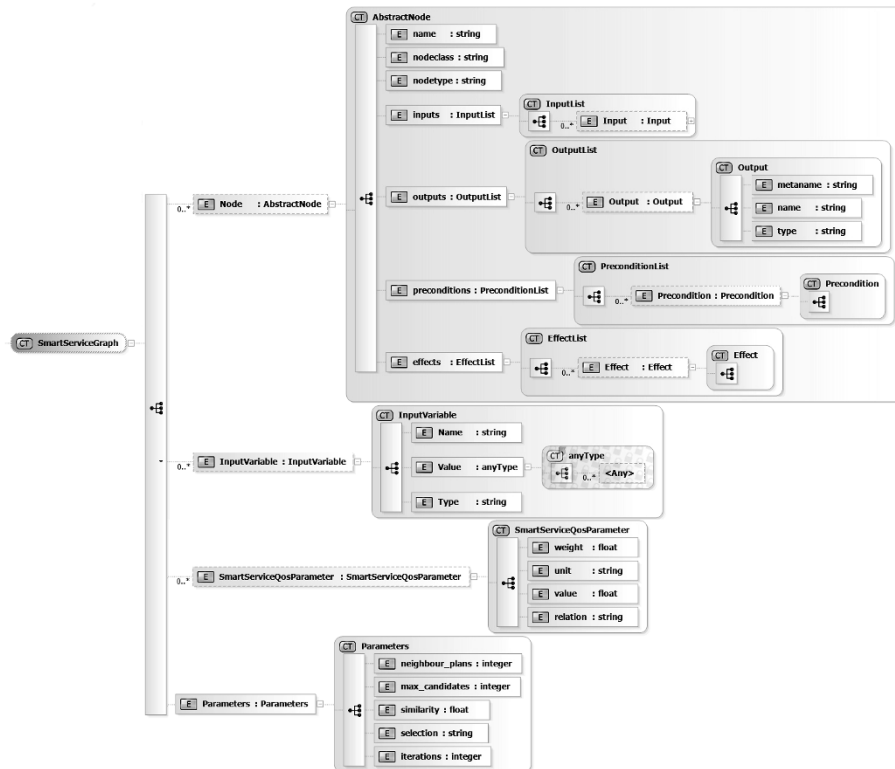 CT AbstractNode
E name : string
E nodeclass : string
E nodetype : string
E inputs : InputList
CT InputList
0..* E Input : Input
E outputs : OutputList
CT OutputList
0..* E Output : Output
CT Output
E metaname : string
E name : string
E type : string
0..* E Node : AbstractNode
E preconditions : PreconditionList
CT PreconditionList
0..* E Precondition : Precondition
CT Precondition
CT SmartServiceGraph
E effects : EffectList
CT EffectList
0..* E Effect : Effect
CT Effect
0..* E InputVariable : InputVariable
CT InputVariable
E Name : string
E Value : anyType
CT anyType
0..* <Any>
E Type : string
0..* E SmartServiceQosParameter : SmartServiceQosParameter
CT SmartServiceQosParameter
E weight : float
E unit : string
E value : float
E relation : string
E Parameters : Parameters
CT Parameters
E neighbour_plans : integer
E max_candidates : integer
E similarity : float
E selection : string
E iterations : integer